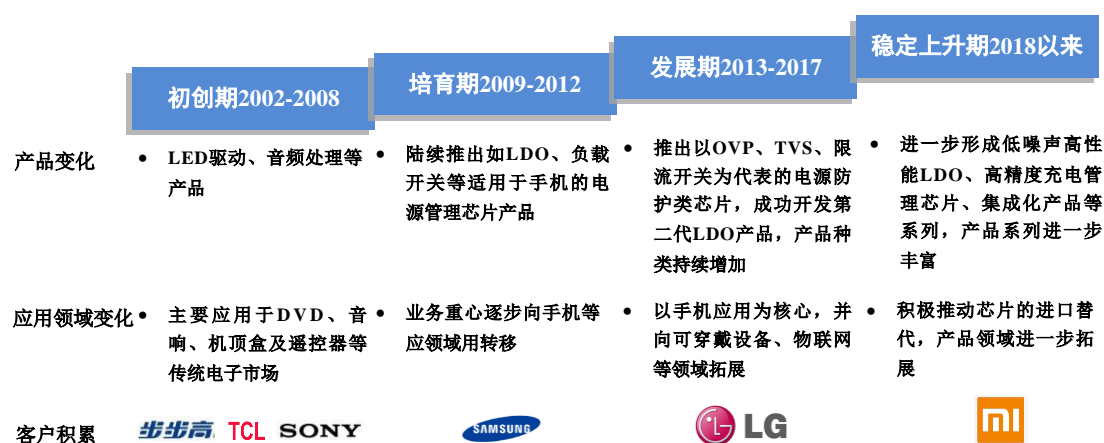 初创期2002-2008
培育期2009-2012
发展期2013-2017
稳定上升期2018以来
产品变化
• LED驱动、音频处理等
产品
• 陆续推出如LDO、负载
开关等适用于手机的电
源管理芯片产品
• 推出以OVP、TVS、限
流开关为代表的电源防
护类芯片，成功开发第
二代LDO产品，产品种
类持续增加
• 进一步形成低噪声高性
能LDO、高精度充电管
理芯片、集成化产品等
系列，产品系列进一步
丰富
应用领域变化
• 主要应用于DVD、音
响、机顶盒及遥控器等
传统电子市场
• 业务重心逐步向手机等
应领域用转移
• 以手机应用为核心，并
向可穿戴设备、物联网
等领域拓展
• 积极推动芯片的进口替
代，产品领域进一步拓
展
客户积累
步步高 TCL SONY
SAMSUNG
LG
mi